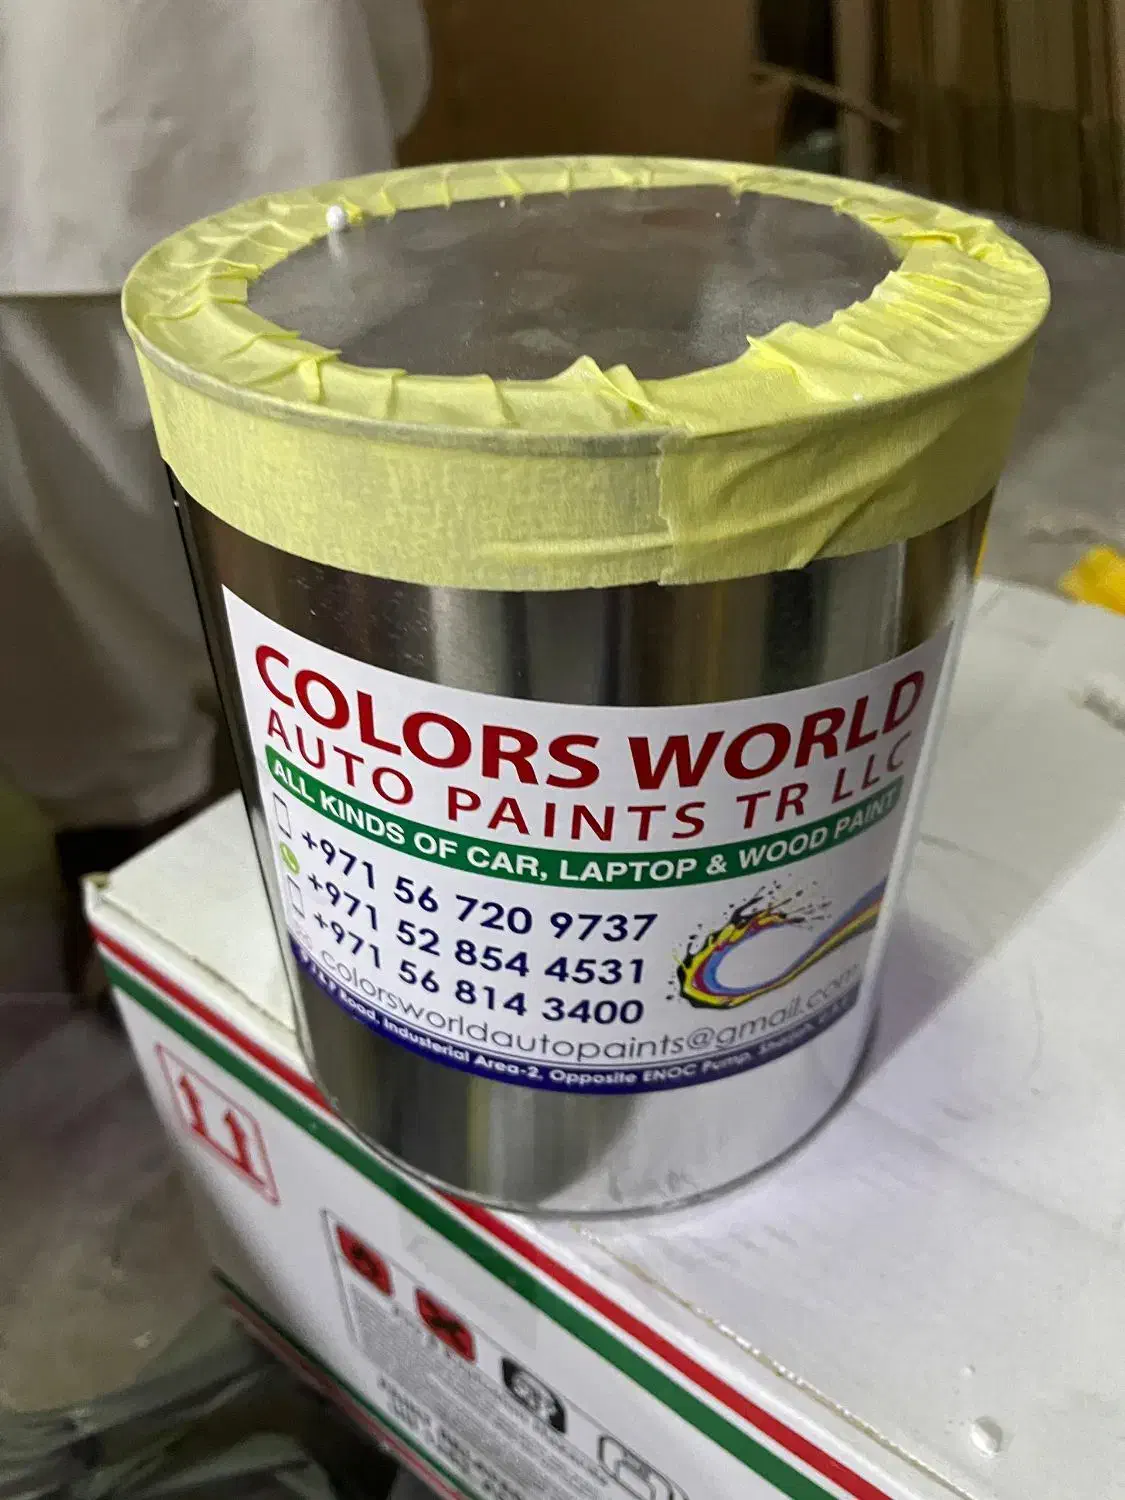 COLORS WORLD
AUTO PAINTS TR LLC
ALL KINDS OF CAR, LAPTOP & WOOD PAINT
+971 56 720 9737
+971 52 854 4531
+971 56 814 3400
colorsworldautopaints@gmail.com
Road, Industerial Area-2, Opposite ENOC Pump,